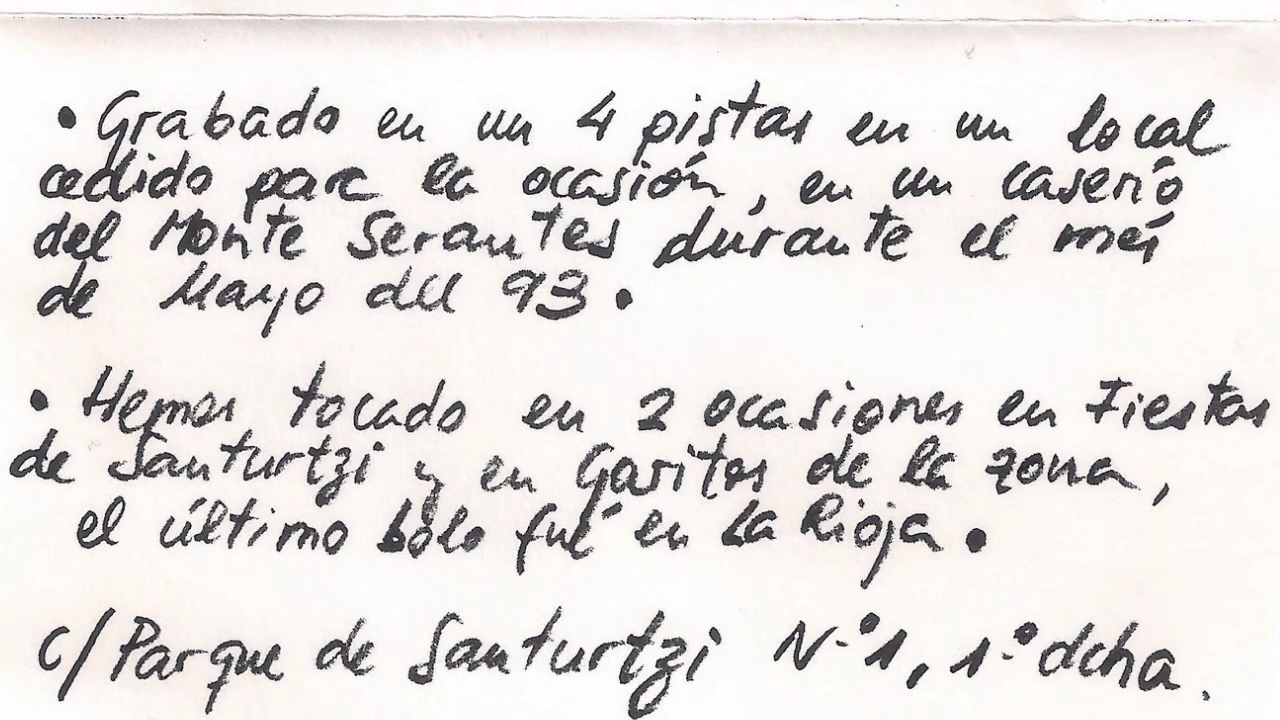 • Grabado en un 4 pistas en un local
cedido para la ocasión, en un caserío
del Monte Serantes durante el més
de Mayo del 93.
• Hemos tocado en 2 ocasiones en Fiestas
de Santurtzi y en Garitos de la zona,
el último bolo fué en La Rioja.
c/ Parque de Santurtzi N.º 1, 1.º dcha.